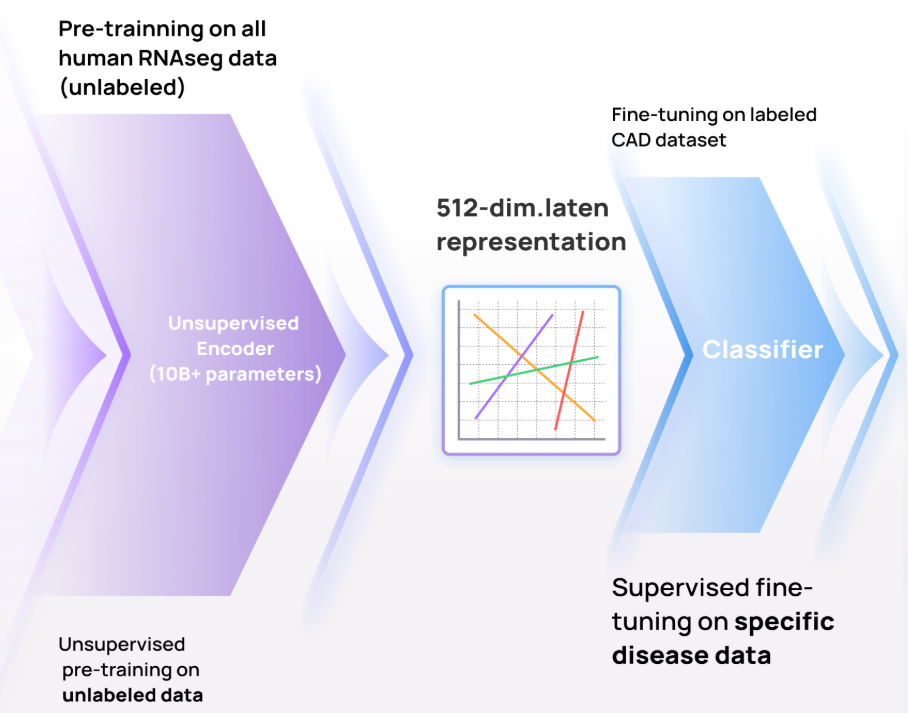 Pre-trainning on all
human RNAseg data
(unlabeled)
Unsupervised
Encoder
(10B+ parameters)
Unsupervised
pre-training on
unlabeled data
512-dim.laten
representation
Fine-tuning on labeled
CAD dataset
Classifier
Supervised fine-
tuning on specific
disease data